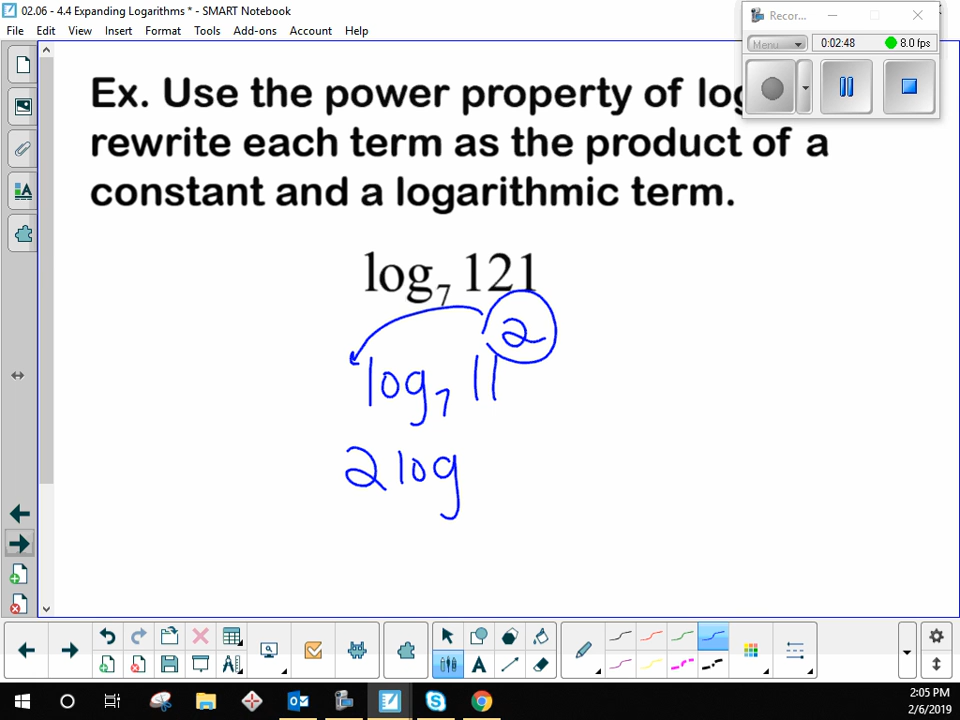 02.06 - 4.4 Expanding Logarithms * - SMART Notebook
File Edit View Insert Format Tools Add-ons Account Help
Recor...
Menu 0:02:48 8.0 fps
Ex. Use the power property of log
rewrite each term as the product of a
constant and a logarithmic term.
log₇ 121
log₇ 11²
2 log
2:05 PM
2/6/2019